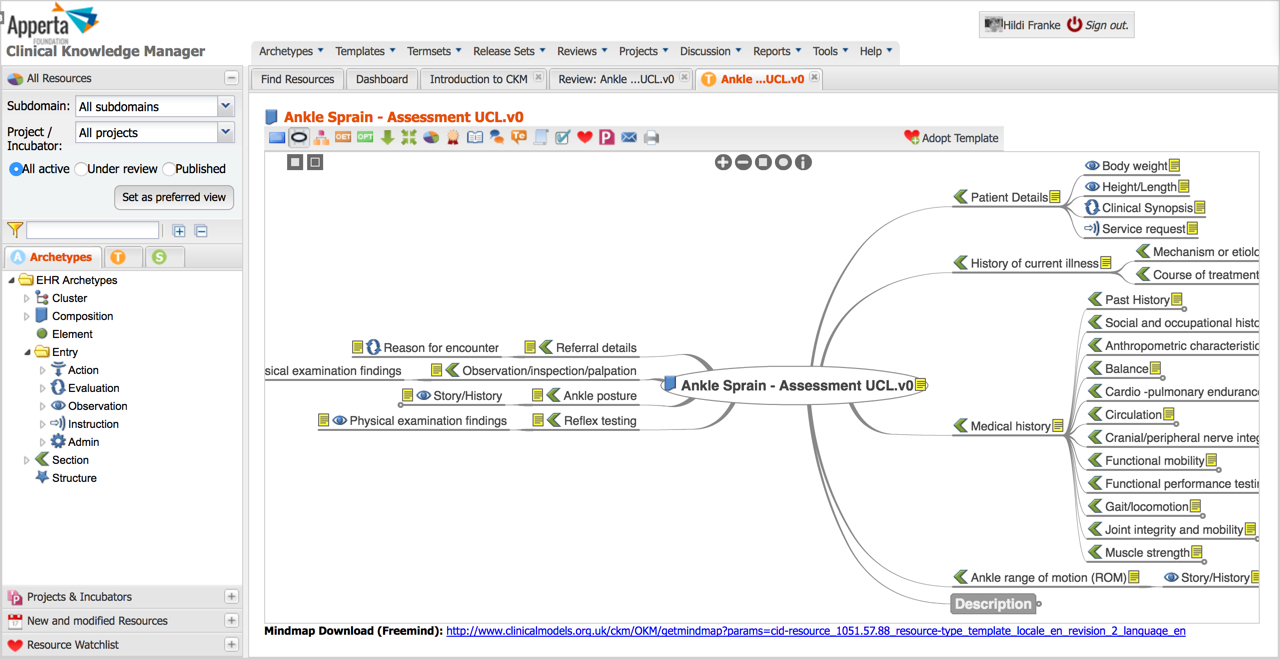 Apperta
FOUNDATION
Clinical Knowledge Manager
Hildi Franke Sign out.
Archetypes Templates Termsets Release Sets Reviews Projects Discussion Reports Tools Help
All Resources
Find Resources Dashboard Introduction to CKM Review: Ankle ...UCL.v0 T Ankle ...UCL.v0
Subdomain: All subdomains
Project / Incubator: All projects
All active Under review Published
Set as preferred view
A Archetypes T S
EHR Archetypes
Cluster
Composition
Element
Entry
Action
Evaluation
Observation
Instruction
Admin
Section
Structure
Projects & Incubators
New and modified Resources
Resource Watchlist
Ankle Sprain - Assessment UCL.v0
OET OPT Te P
Adopt Template
Reason for encounter Referral details
sical examination findings Observation/inspection/palpation
Story/History Ankle posture
Physical examination findings Reflex testing
Ankle Sprain - Assessment UCL.v0
Patient Details
Body weight
Height/Length
Clinical Synopsis
Service request
History of current illness
Mechanism or etiolo
Course of treatment
Medical history
Past History
Social and occupational histo
Anthropometric characteristic
Balance
Cardio -pulmonary endurance
Circulation
Cranial/peripheral nerve integ
Functional mobility
Functional performance testin
Gait/locomotion
Joint integrity and mobility
Muscle strength
Ankle range of motion (ROM) Story/History
Description
Mindmap Download (Freemind): http://www.clinicalmodels.org.uk/ckm/OKM/getmindmap?params=cid-resource_1051.57.88_resource-type_template_locale_en_revision_2_language_en